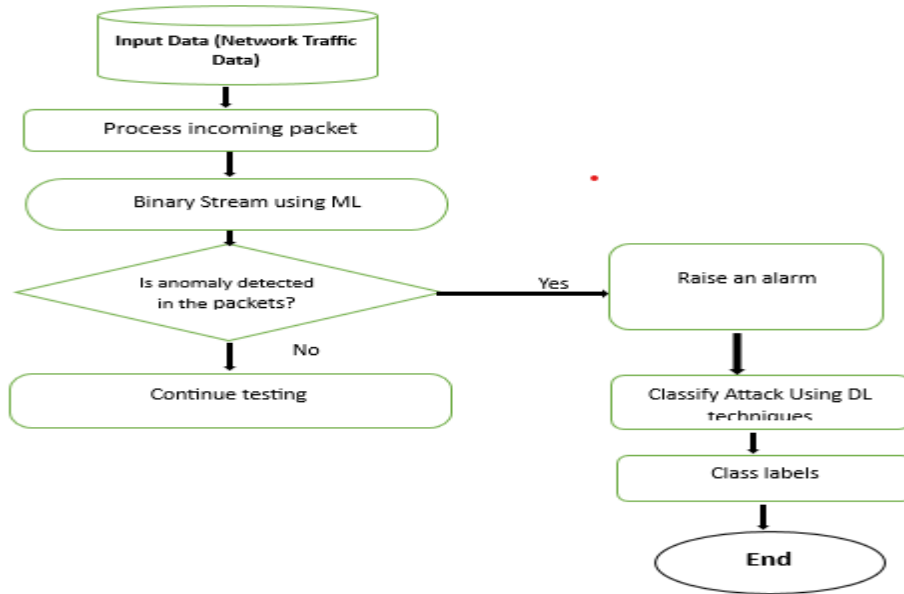 Input Data (Network Traffic
Data)
Process incoming packet
Binary Stream using ML
Is anomaly detected
in the packets?
Yes
Raise an alarm
No
Continue testing
Classify Attack Using DL
techniques
Class labels
End